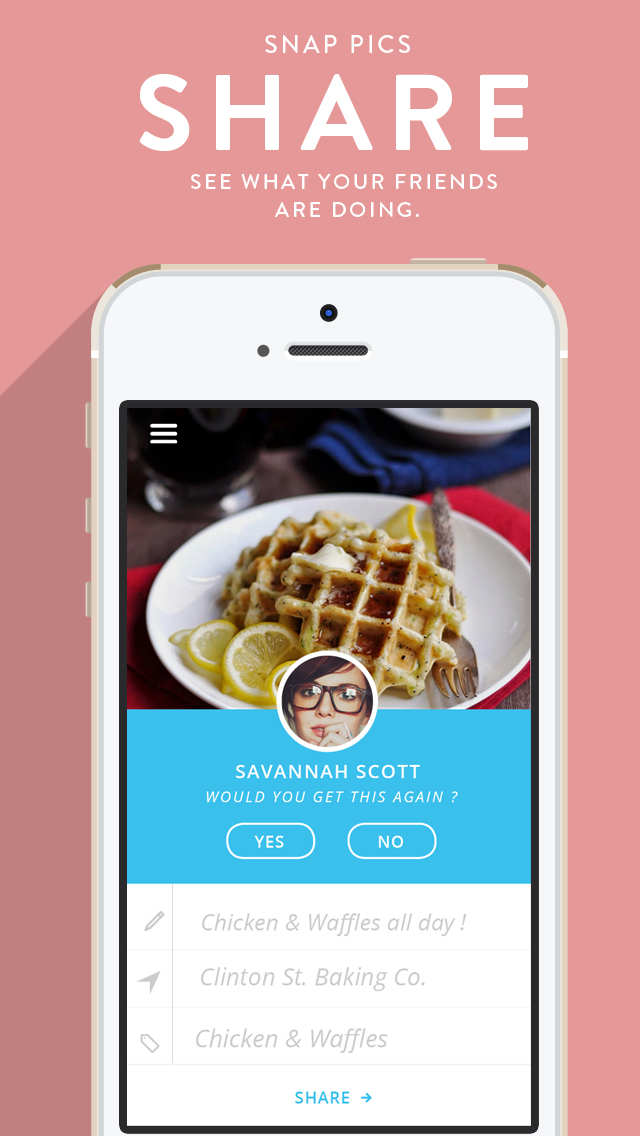 SNAP PICS
SHARE
SEE WHAT YOUR FRIENDS
ARE DOING.
SAVANNAH SCOTT
WOULD YOU GET THIS AGAIN ?
YES NO
Chicken & Waffles all day !
Clinton St. Baking Co.
Chicken & Waffles
SHARE →